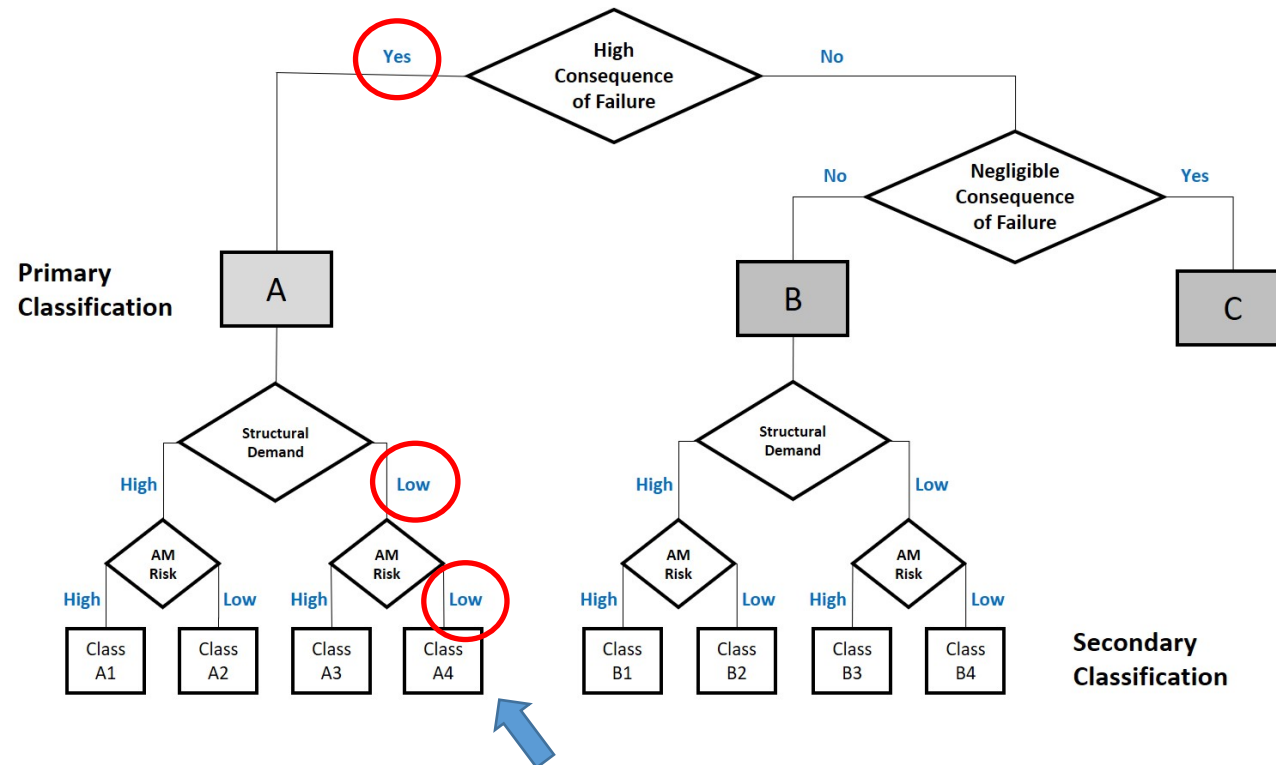 High
Consequence
of Failure
Yes
No
Negligible
Consequence
of Failure
No
Yes
Primary
Classification
A
B
C
Structural
Demand
High
Low
Structural
Demand
High
Low
AM
Risk
High
Low
AM
Risk
High
Low
AM
Risk
High
Low
AM
Risk
High
Low
Class
A1
Class
A2
Class
A3
Class
A4
Class
B1
Class
B2
Class
B3
Class
B4
Secondary
Classification